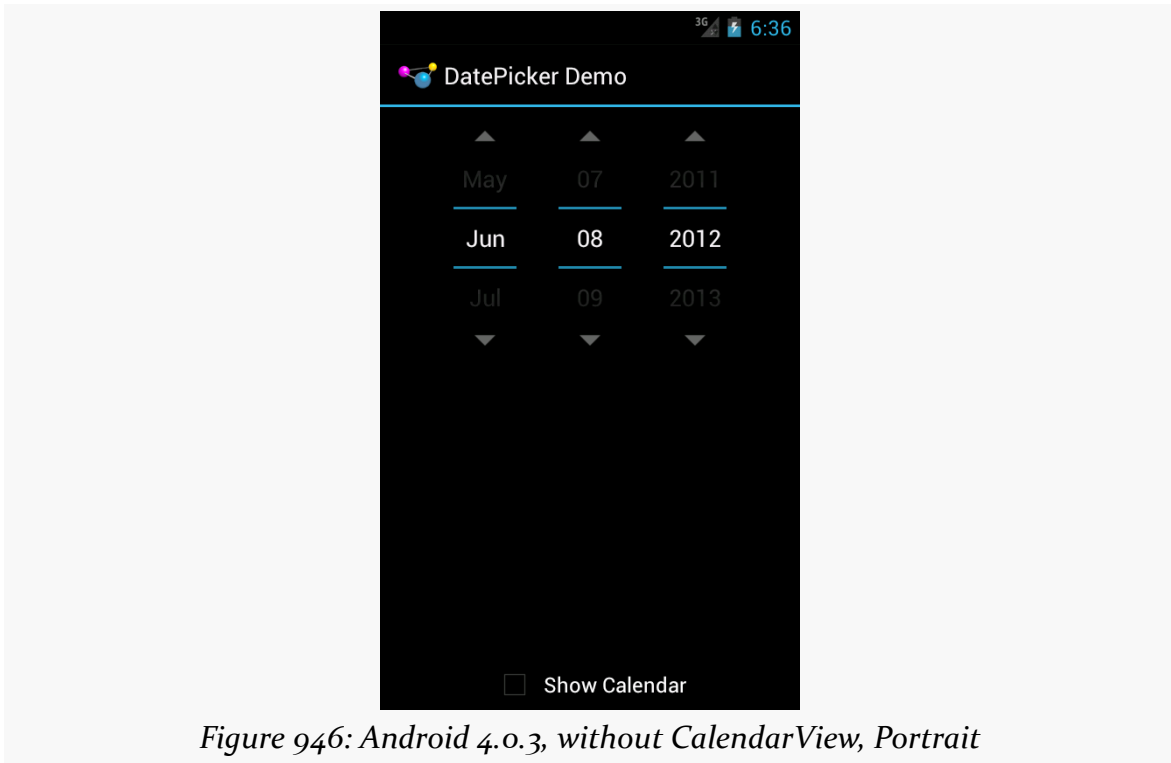 3G 6:36
DatePicker Demo
May 07 2011
Jun 08 2012
Jul 09 2013
Show Calendar
Figure 946: Android 4.0.3, without CalendarView, Portrait